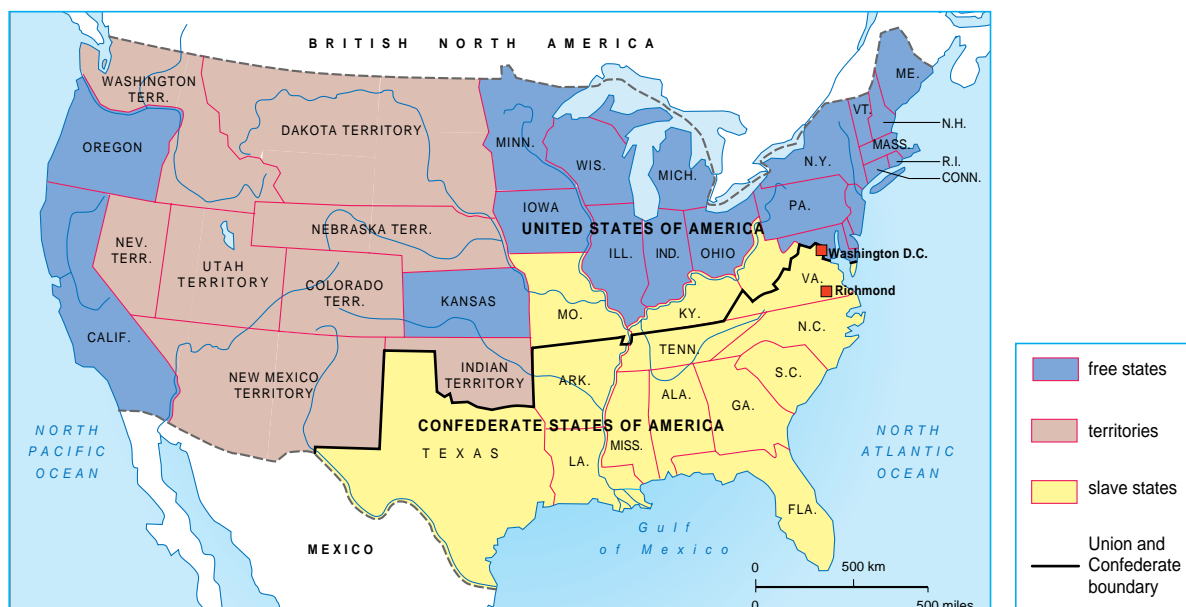 BRITISH NORTH AMERICA
WASHINGTON
TERR.
DAKOTA TERRITORY
OREGON
MINN.
WIS.
MICH.
ME.
VT.
N.H.
MASS.
N.Y.
R.I.
CONN.
IOWA
PA.
NEBRASKA TERR.
UNITED STATES OF AMERICA
NEV.
TERR.
UTAH
TERRITORY
ILL.
IND.
OHIO
Washington D.C.
COLORADO
TERR.
KANSAS
VA.
Richmond
CALIF.
MO.
KY.
N.C.
TENN.
NEW MEXICO
TERRITORY
INDIAN
TERRITORY
ARK.
S.C.
ALA.
GA.
CONFEDERATE STATES OF AMERICA
NORTH
PACIFIC
OCEAN
TEXAS
MISS.
LA.
NORTH
ATLANTIC
OCEAN
FLA.
Gulf
of Mexico
MEXICO
0 500 km
0 500 miles
free states
territories
slave states
Union and
Confederate
boundary